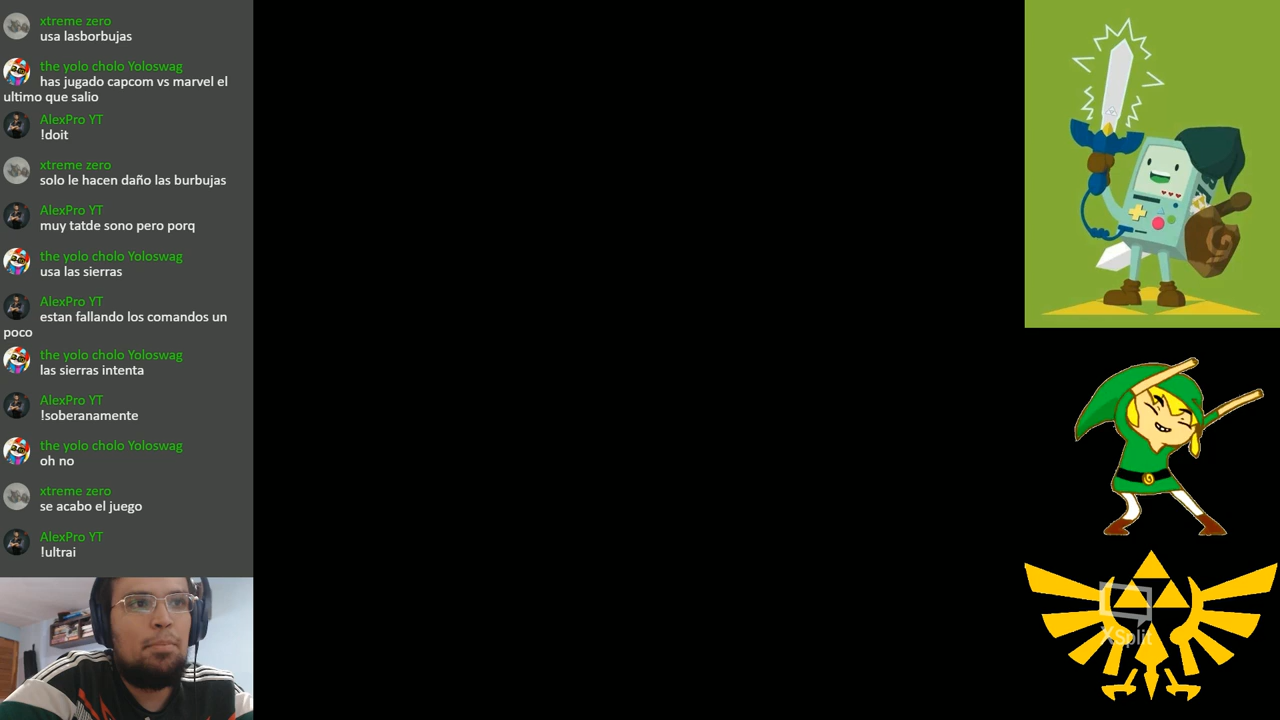 xtreme zero
usa lasborbujas
the yolo cholo Yoloswag
has jugado capcom vs marvel el
ultimo que salio
AlexPro YT
!doit
xtreme zero
solo le hacen daño las burbujas
AlexPro YT
muy tatde sono pero porq
the yolo cholo Yoloswag
usa las sierras
AlexPro YT
estan fallando los comandos un
poco
the yolo cholo Yoloswag
las sierras intenta
AlexPro YT
!soberanamente
the yolo cholo Yoloswag
oh no
xtreme zero
se acabo el juego
AlexPro YT
!ultrai
XSplit